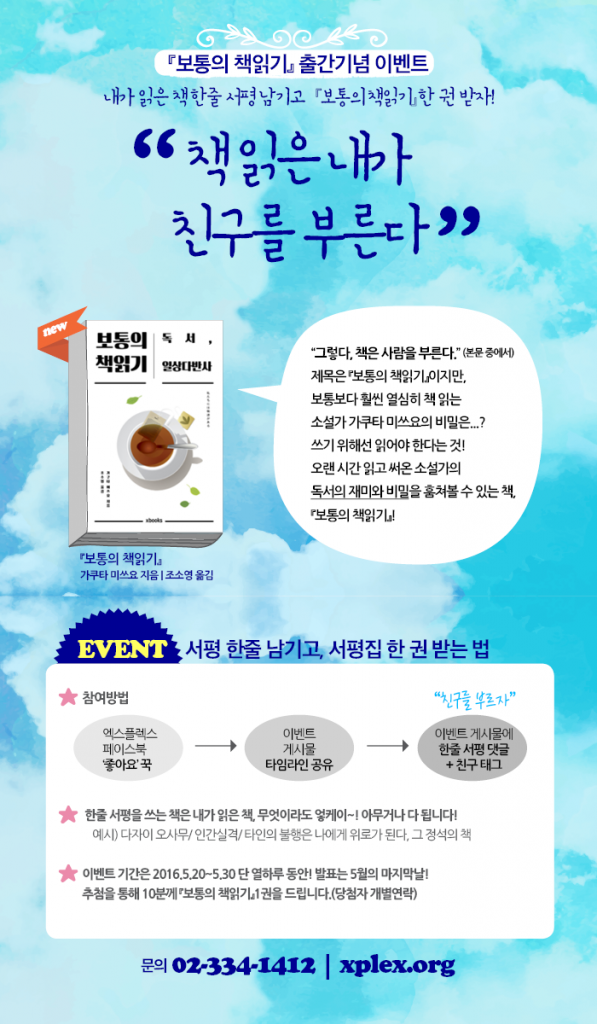 『보통의 책읽기』 출간기념 이벤트
내가 읽은 책 한줄 서평 남기고 『보통의 책읽기』 한 권 받자!
“책 읽은 내가
친구를 부른다”
new
보통의
책읽기
독서,
일상다반사
xbooks
『보통의 책읽기』
가쿠타 미쓰요 지음 | 조소영 옮김
“그렇다, 책은 사람을 부른다.” (본문 중에서)
제목은 『보통의 책읽기』이지만,
보통보다 훨씬 열심히 책 읽는
소설가 가쿠타 미쓰요의 비밀은...?
쓰기 위해선 읽어야 한다는 것!
오랜 시간 읽고 써온 소설가의
독서의 재미와 비밀을 훔쳐볼 수 있는 책,
『보통의 책읽기』!
EVENT 서평 한줄 남기고, 서평집 한 권 받는 법
참여방법
“친구를 부르자”
엑스플렉스
페이스북
‘좋아요’ 꾹
이벤트
게시물
타임라인 공유
이벤트 게시물에
한줄 서평 댓글
+ 친구 태그
한줄 서평을 쓰는 책은 내가 읽은 책, 무엇이라도 옿케이~! 아무거나 다 됩니다!
예시) 다자이 오사무/ 인간실격/ 타인의 불행은 나에게 위로가 된다, 그 정석의 책
이벤트 기간은 2016.5.20~5.30 단 열하루 동안! 발표는 5월의 마지막날!
추첨을 통해 10분께 『보통의 책읽기』1권을 드립니다.(당첨자 개별연락)
문의 02-334-1412 | xplex.org